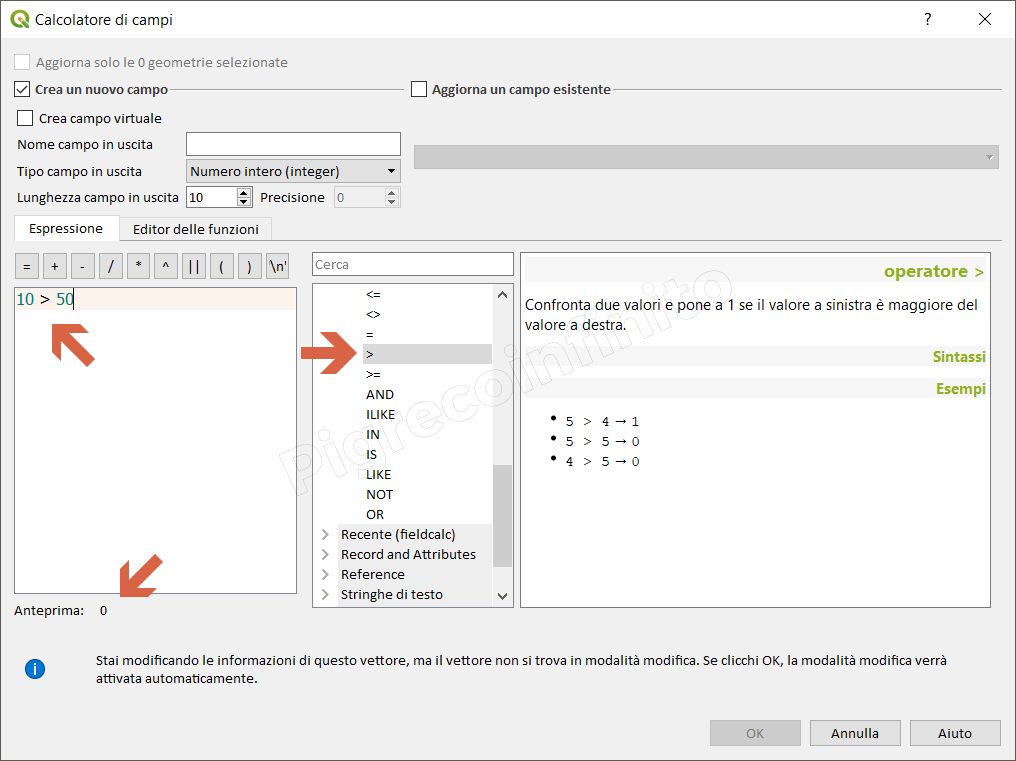 Calcolatore di campi
?
Aggiorna solo le 0 geometrie selezionate
Crea un nuovo campo
Aggiorna un campo esistente
Crea campo virtuale
Nome campo in uscita
Tipo campo in uscita Numero intero (integer)
Lunghezza campo in uscita 10 Precisione 0
Espressione Editor delle funzioni
= + - / * ^ || ( ) \n'
10 > 50
Anteprima: 0
Cerca
<=
<>
=
>
>=
AND
ILIKE
IN
IS
LIKE
NOT
OR
Recente (fieldcalc)
Record and Attributes
Reference
Stringhe di testo
operatore >
Confronta due valori e pone a 1 se il valore a sinistra è maggiore del
valore a destra.
Sintassi
Esempi
• 5 > 4 → 1
• 5 > 5 → 0
• 4 > 5 → 0
Pigrecoinfinito
Stai modificando le informazioni di questo vettore, ma il vettore non si trova in modalità modifica. Se clicchi OK, la modalità modifica verrà
attivata automaticamente.
OK Annulla Aiuto